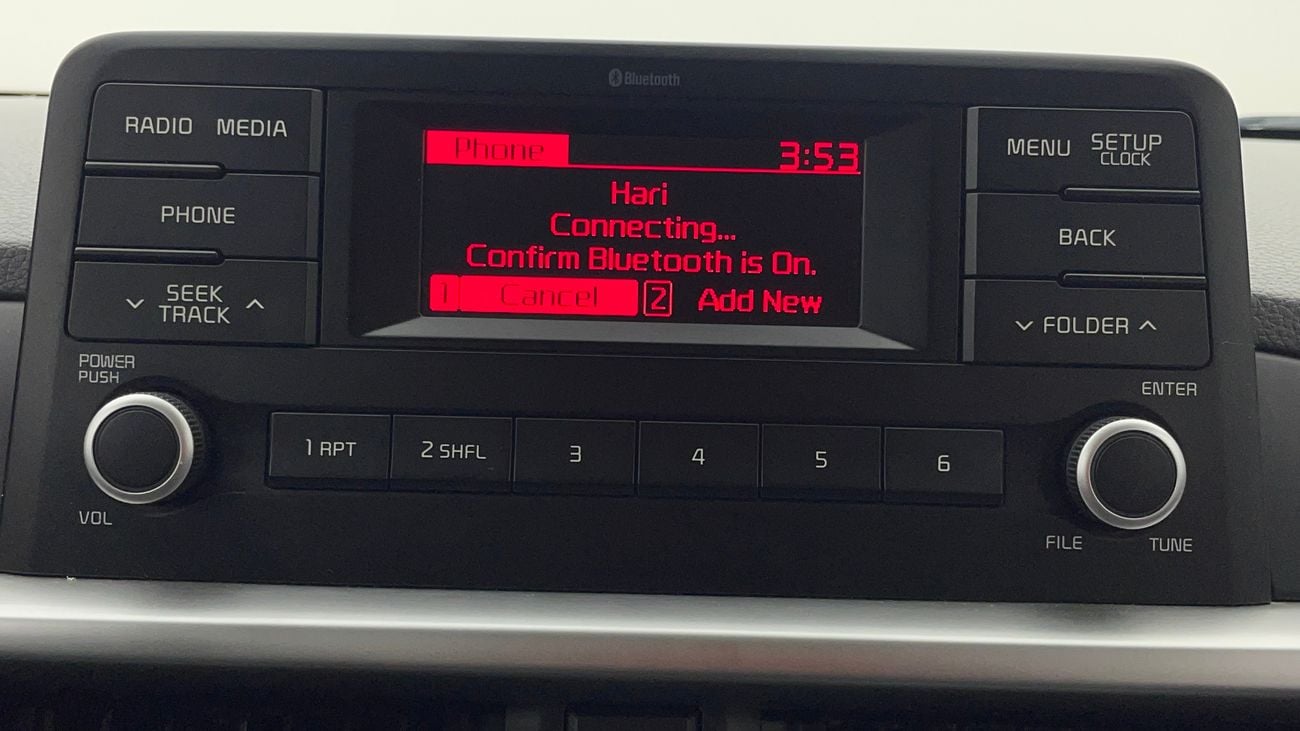 Bluetooth
RADIO MEDIA
PHONE
SEEK
TRACK
POWER
PUSH
VOL
Phone 3:53
Hari
Connecting...
Confirm Bluetooth is On.
1 Cancel 2 Add New
MENU SETUP
CLOCK
BACK
FOLDER
ENTER
1 RPT 2 SHFL 3 4 5 6
FILE TUNE